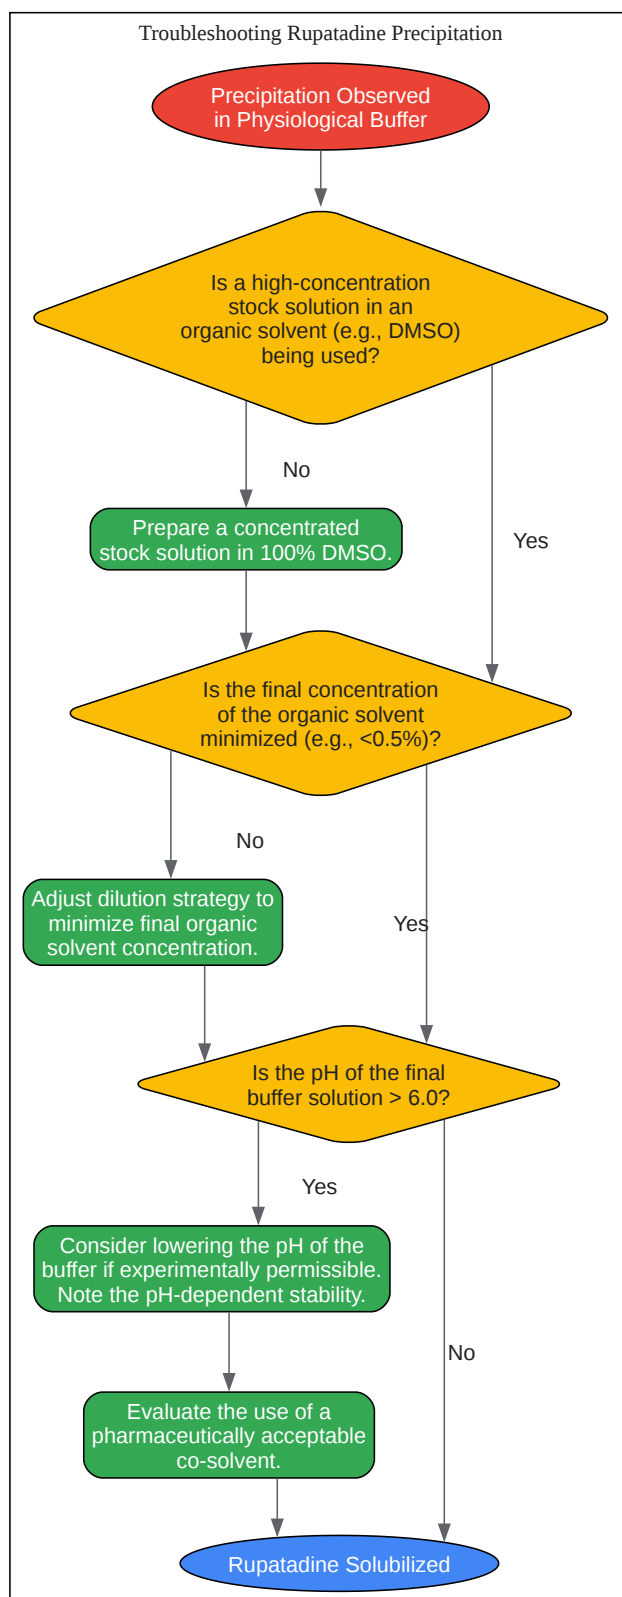 Troubleshooting Rupatadine Precipitation
Precipitation Observed
in Physiological Buffer
Is a high-concentration
stock solution in an
organic solvent (e.g., DMSO)
being used?
No
Yes
Prepare a concentrated
stock solution in 100% DMSO.
Is the final concentration
of the organic solvent
minimized (e.g., <0.5%)?
No
Yes
Adjust dilution strategy to
minimize final organic
solvent concentration.
Is the pH of the final
buffer solution > 6.0?
Yes
No
Consider lowering the pH of the
buffer if experimentally permissible.
Note the pH-dependent stability.
Evaluate the use of a
pharmaceutically acceptable
co-solvent.
Rupatadine Solubilized